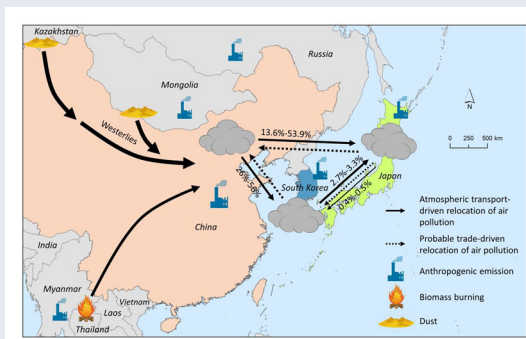 Kazakhstan
Russia
Mongolia
Westerlies
13.6%-53.9%
26%-56%
South Korea
2.7%-3.3%
0.4%-0.5%
Japan
China
India
Myanmar
Laos
Vietnam
Thailand
N
0 250 500 km
Atmospheric transport-
driven relocation of air
pollution
Probable trade-driven
relocation of air pollution
Anthropogenic emission
Biomass burning
Dust